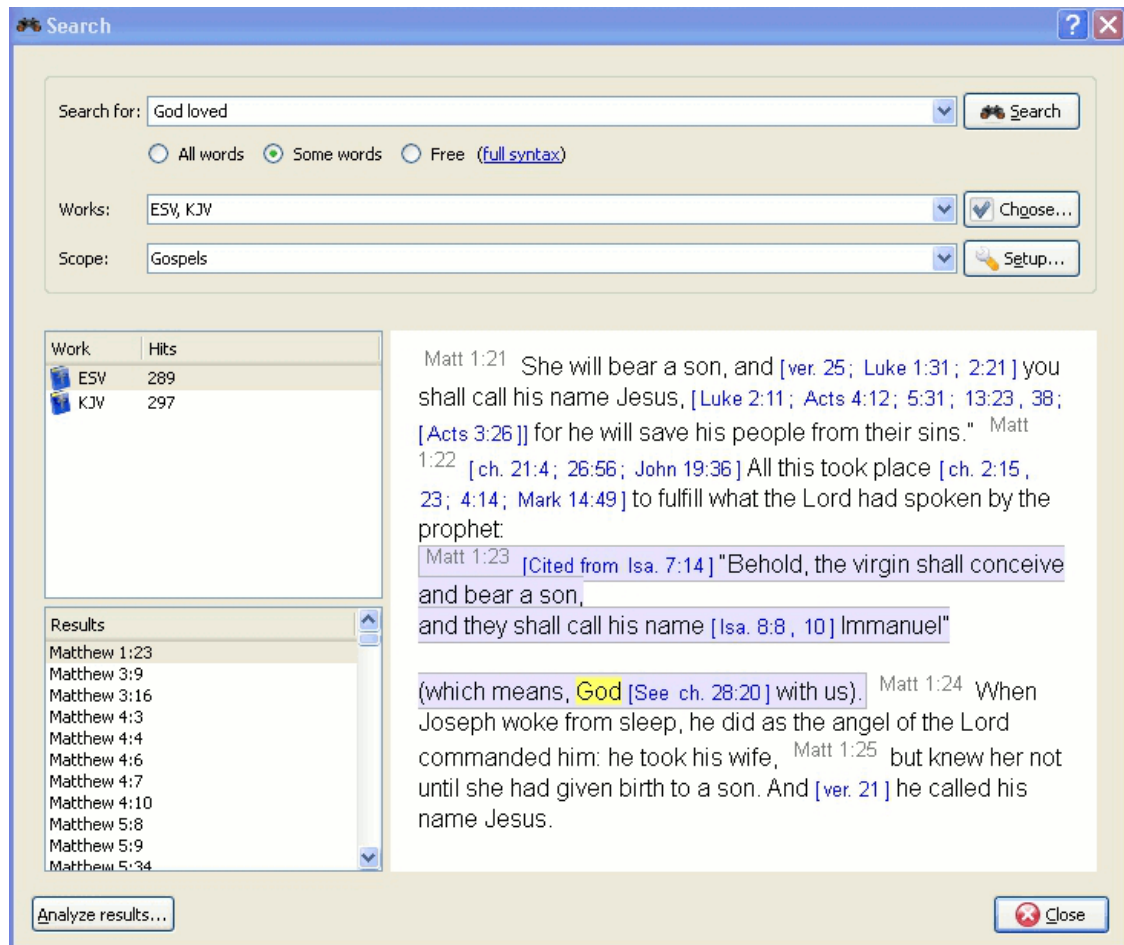 Search
Search for: God loved Search
All words Some words Free (full syntax)
Works: ESV, KJV Choose...
Scope: Gospels Setup...
Work Hits
ESV 289
KJV 297
Results
Matthew 1:23
Matthew 3:9
Matthew 3:16
Matthew 4:3
Matthew 4:4
Matthew 4:6
Matthew 4:7
Matthew 4:10
Matthew 5:8
Matthew 5:9
Matthew 5:34
Matt 1:21 She will bear a son, and [ver. 25; Luke 1:31; 2:21] you
shall call his name Jesus, [Luke 2:11; Acts 4:12; 5:31; 13:23, 38;
[Acts 3:26]] for he will save his people from their sins." Matt
1:22 [ch. 21:4; 26:56; John 19:36] All this took place [ch. 2:15,
23; 4:14; Mark 14:49] to fulfill what the Lord had spoken by the
prophet:
Matt 1:23 [Cited from Isa. 7:14] "Behold, the virgin shall conceive
and bear a son,
and they shall call his name [Isa. 8:8, 10] Immanuel"
(which means, God [See ch. 28:20] with us). Matt 1:24 When
Joseph woke from sleep, he did as the angel of the Lord
commanded him: he took his wife, Matt 1:25 but knew her not
until she had given birth to a son. And [ver. 21] he called his
name Jesus.
Analyze results... Close